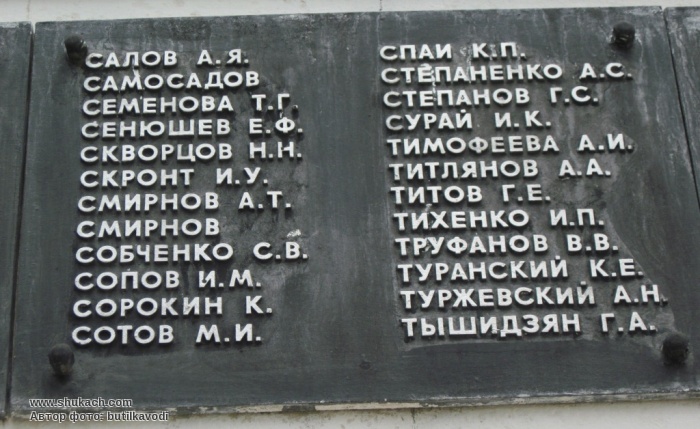 САЛОВ А.Я.
САМОСАДОВ
СЕМЕНОВА Т.Г.
СЕНЮШЕВ Е.Ф.
СКВОРЦОВ Н.Н.
СКРОНТ И.У.
СМИРНОВ А.Т.
СМИРНОВ
СОБЧЕНКО С.В.
СОПОВ И.М.
СОРОКИН К.
СОТОВ М.И.
СПАИ К.П.
СТЕПАНЕНКО А.С.
СТЕПАНОВ Г.С.
СУРАЙ И.К.
ТИМОФЕЕВА А.И.
ТИТЛЯНОВ А.А.
ТИТОВ Г.Е.
ТИХЕНКО И.П.
ТРУФАНОВ В.В.
ТУРАНСКИЙ К.Е.
ТУРЖЕВСКИЙ А.Н.
ТЫШИДЗЯН Г.А.
www.shukach.com
Автор фото: butilkavodi